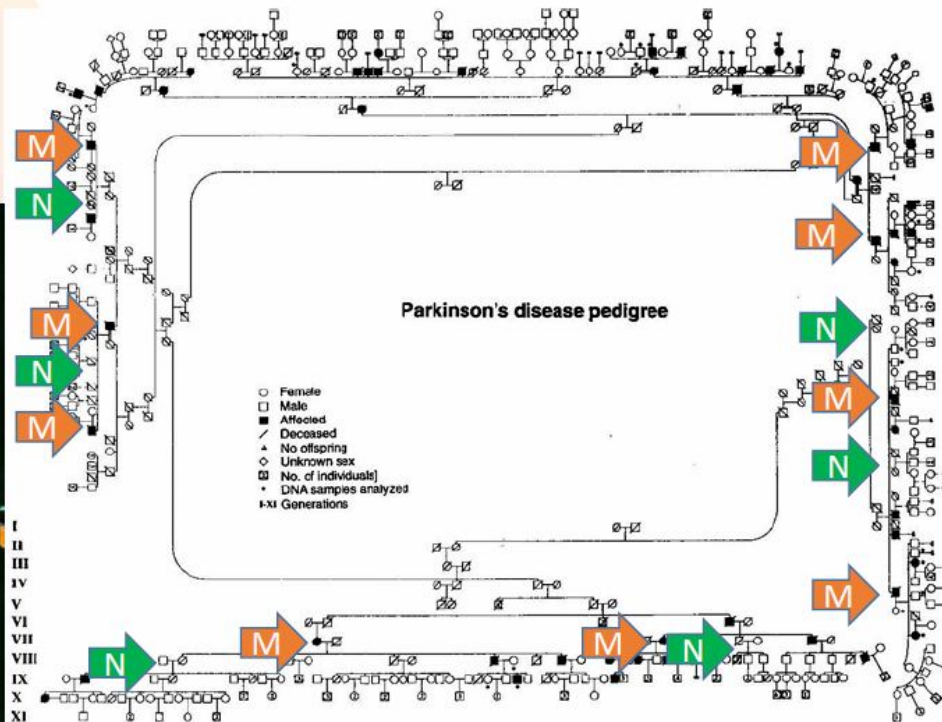 M
N
M
M
M
N
M
N
M
N
M
M
N
M
M
N
Parkinson's disease pedigree
Female
Male
Affected
Deceased
No offspring
Unknown sex
No. of individuals]
DNA samples analyzed
I-XI Generations
I
II
III
IV
V
VI
VII
VIII
IX
X
XI